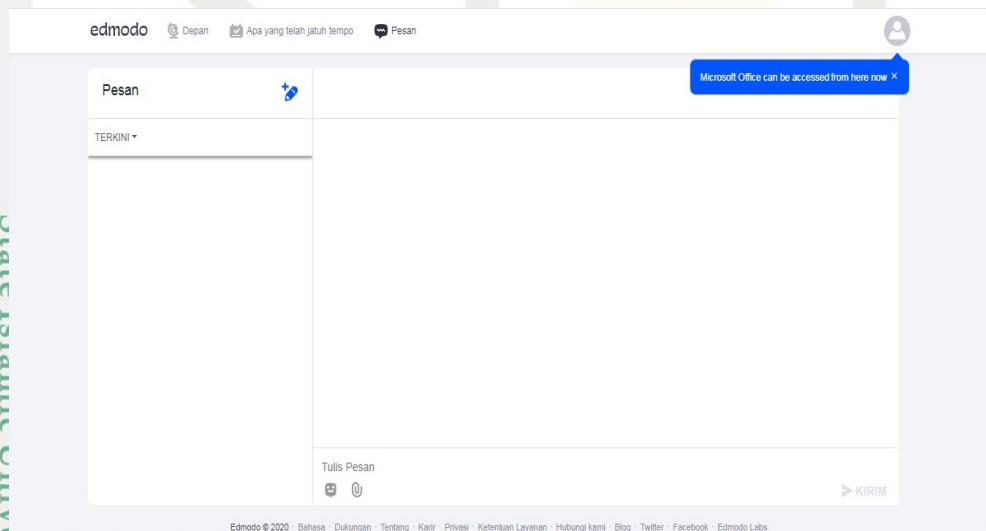 edmodo Depan Apa yang telah jatuh tempo Pesan
Microsoft Office can be accessed from here now ×
Pesan
TERKINI
Tulis Pesan
KIRIM
Edmodo © 2020 · Bahasa · Dukungan · Tentang · Karir · Privasi · Ketentuan Layanan · Hubungi kami · Blog · Twitter · Facebook · Edmodo Labs